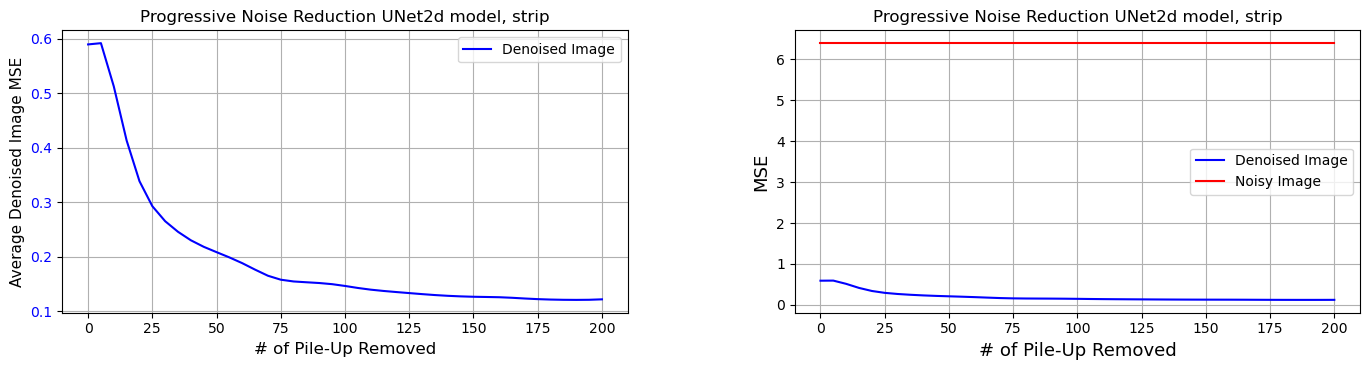 Progressive Noise Reduction UNet2d model, strip
Average Denoised Image MSE
0.6
0.5
0.4
0.3
0.2
0.1
Denoised Image
0 25 50 75 100 125 150 175 200
# of Pile-Up Removed
Progressive Noise Reduction UNet2d model, strip
MSE
6
5
4
3
2
1
0
Denoised Image
Noisy Image
0 25 50 75 100 125 150 175 200
# of Pile-Up Removed